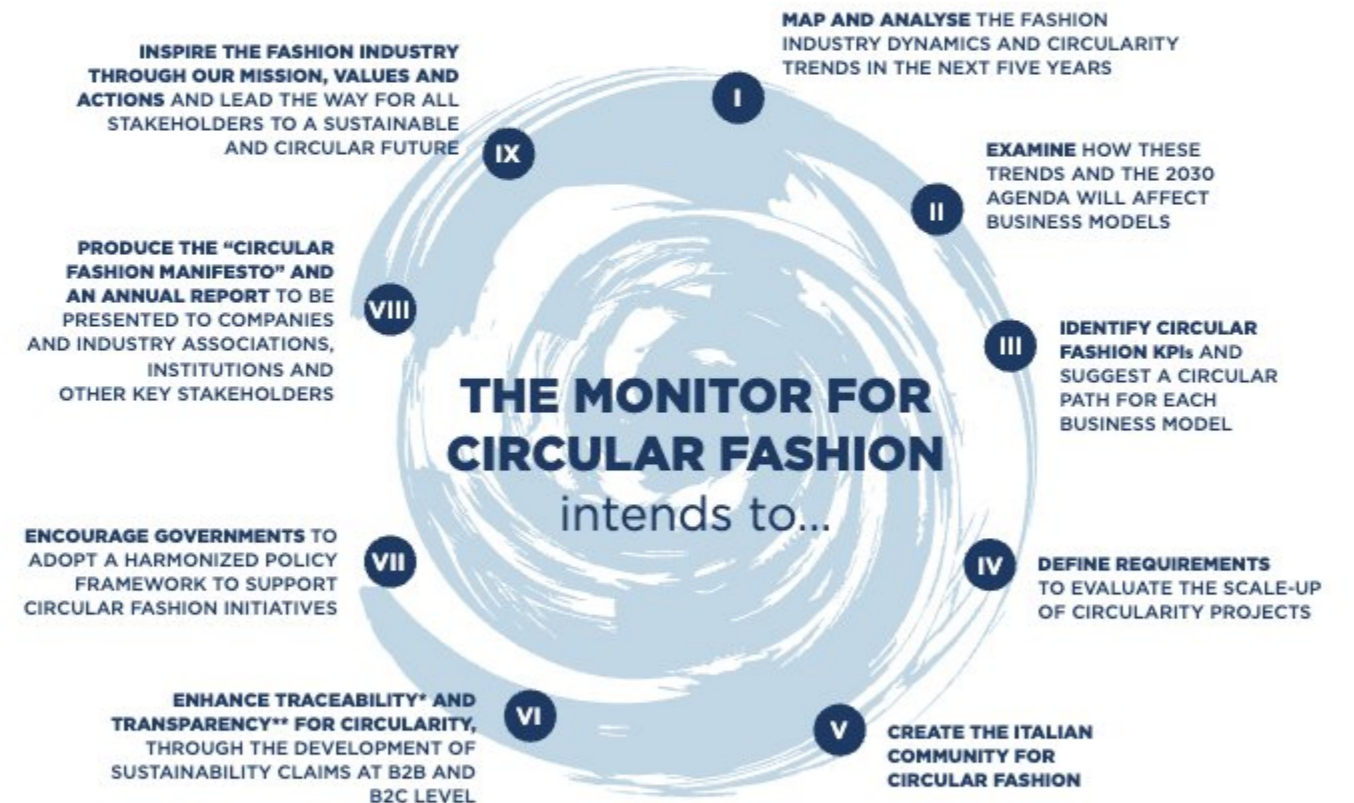 THE MONITOR FOR
CIRCULAR FASHION
intends to...
I
MAP AND ANALYSE THE FASHION
INDUSTRY DYNAMICS AND CIRCULARITY
TRENDS IN THE NEXT FIVE YEARS
II
EXAMINE HOW THESE
TRENDS AND THE 2030
AGENDA WILL AFFECT
BUSINESS MODELS
III
IDENTIFY CIRCULAR
FASHION KPIs AND
SUGGEST A CIRCULAR
PATH FOR EACH
BUSINESS MODEL
IV
DEFINE REQUIREMENTS
TO EVALUATE THE SCALE-UP
OF CIRCULARITY PROJECTS
V
CREATE THE ITALIAN
COMMUNITY FOR
CIRCULAR FASHION
VI
ENHANCE TRACEABILITY* AND
TRANSPARENCY** FOR CIRCULARITY,
THROUGH THE DEVELOPMENT OF
SUSTAINABILITY CLAIMS AT B2B AND
B2C LEVEL
VII
ENCOURAGE GOVERNMENTS TO
ADOPT A HARMONIZED POLICY
FRAMEWORK TO SUPPORT
CIRCULAR FASHION INITIATIVES
VIII
PRODUCE THE “CIRCULAR
FASHION MANIFESTO” AND
AN ANNUAL REPORT TO BE
PRESENTED TO COMPANIES
AND INDUSTRY ASSOCIATIONS,
INSTITUTIONS AND
OTHER KEY STAKEHOLDERS
IX
INSPIRE THE FASHION INDUSTRY
THROUGH OUR MISSION, VALUES AND
ACTIONS AND LEAD THE WAY FOR ALL
STAKEHOLDERS TO A SUSTAINABLE
AND CIRCULAR FUTURE